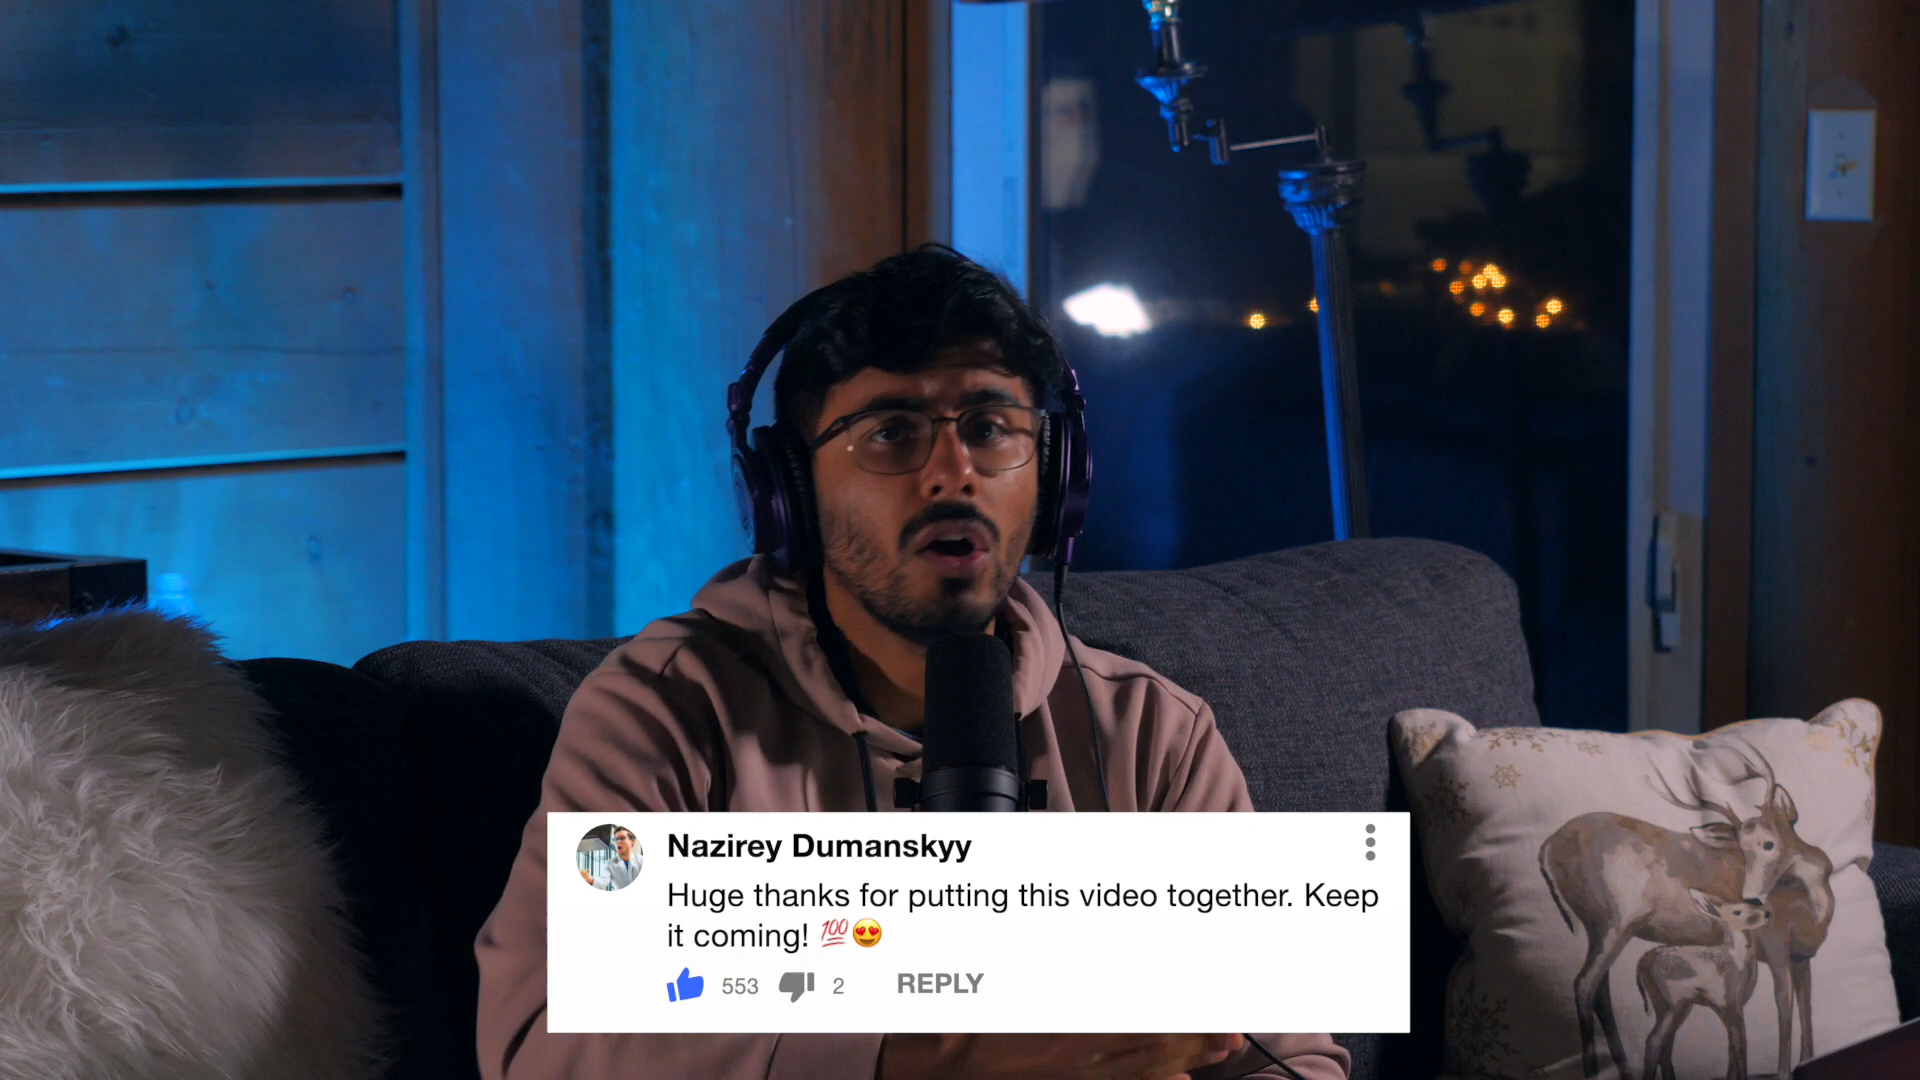 Nazirey Dumanskyy
Huge thanks for putting this video together. Keep
it coming! 💯😍
553 2 REPLY